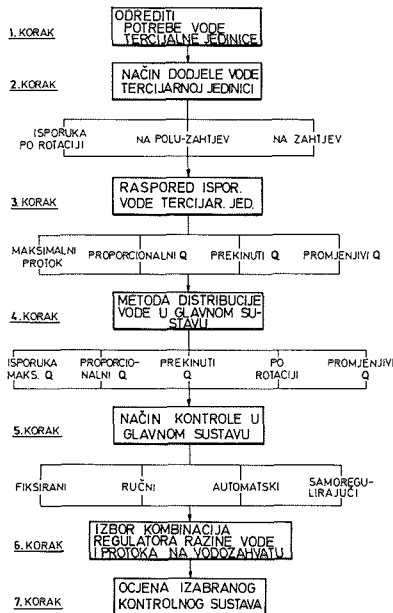 ODREDITI
POTREBE VODE
TERCIJALNE JEDINICE
1. KORAK
NAČIN DODJELE VODE
TERCIJARNOJ JEDINICI
2. KORAK
ISPORUKA
PO ROTACIJI
NA POLU-ZAHTJEV
NA ZAHTJEV
RASPORED ISPOR.
VODE TERCIJAR. JED.
3. KORAK
MAKSIMALNI
PROTOK
PROPORCIONALNI Q
PREKINUTI Q
PROMJENJIVI Q
METODA DISTRIBUCIJE
VODE U GLAVNOM SU-
STAVU
4. KORAK
ISPORUKA
MAKS. Q
PROPORCIO-
NALNI Q
PREKINUTI
Q
PO
ROTACIJI
PROMJENJIVI
Q
NAČIN KONTROLE U
GLAVNOM SUSTAVU
5. KORAK
FIKSIRANI
RUČNI
AUTOMATSKI
SAMOREGU-
LIRAJUĆI
IZBOR KOMBINACIJA
REGULATORA RAZINE VODE
I PROTOKA NA VODOZAHVATU
6. KORAK
OCJENA IZABRANOG
KONTROLNOG SUSTAVA
7. KORAK